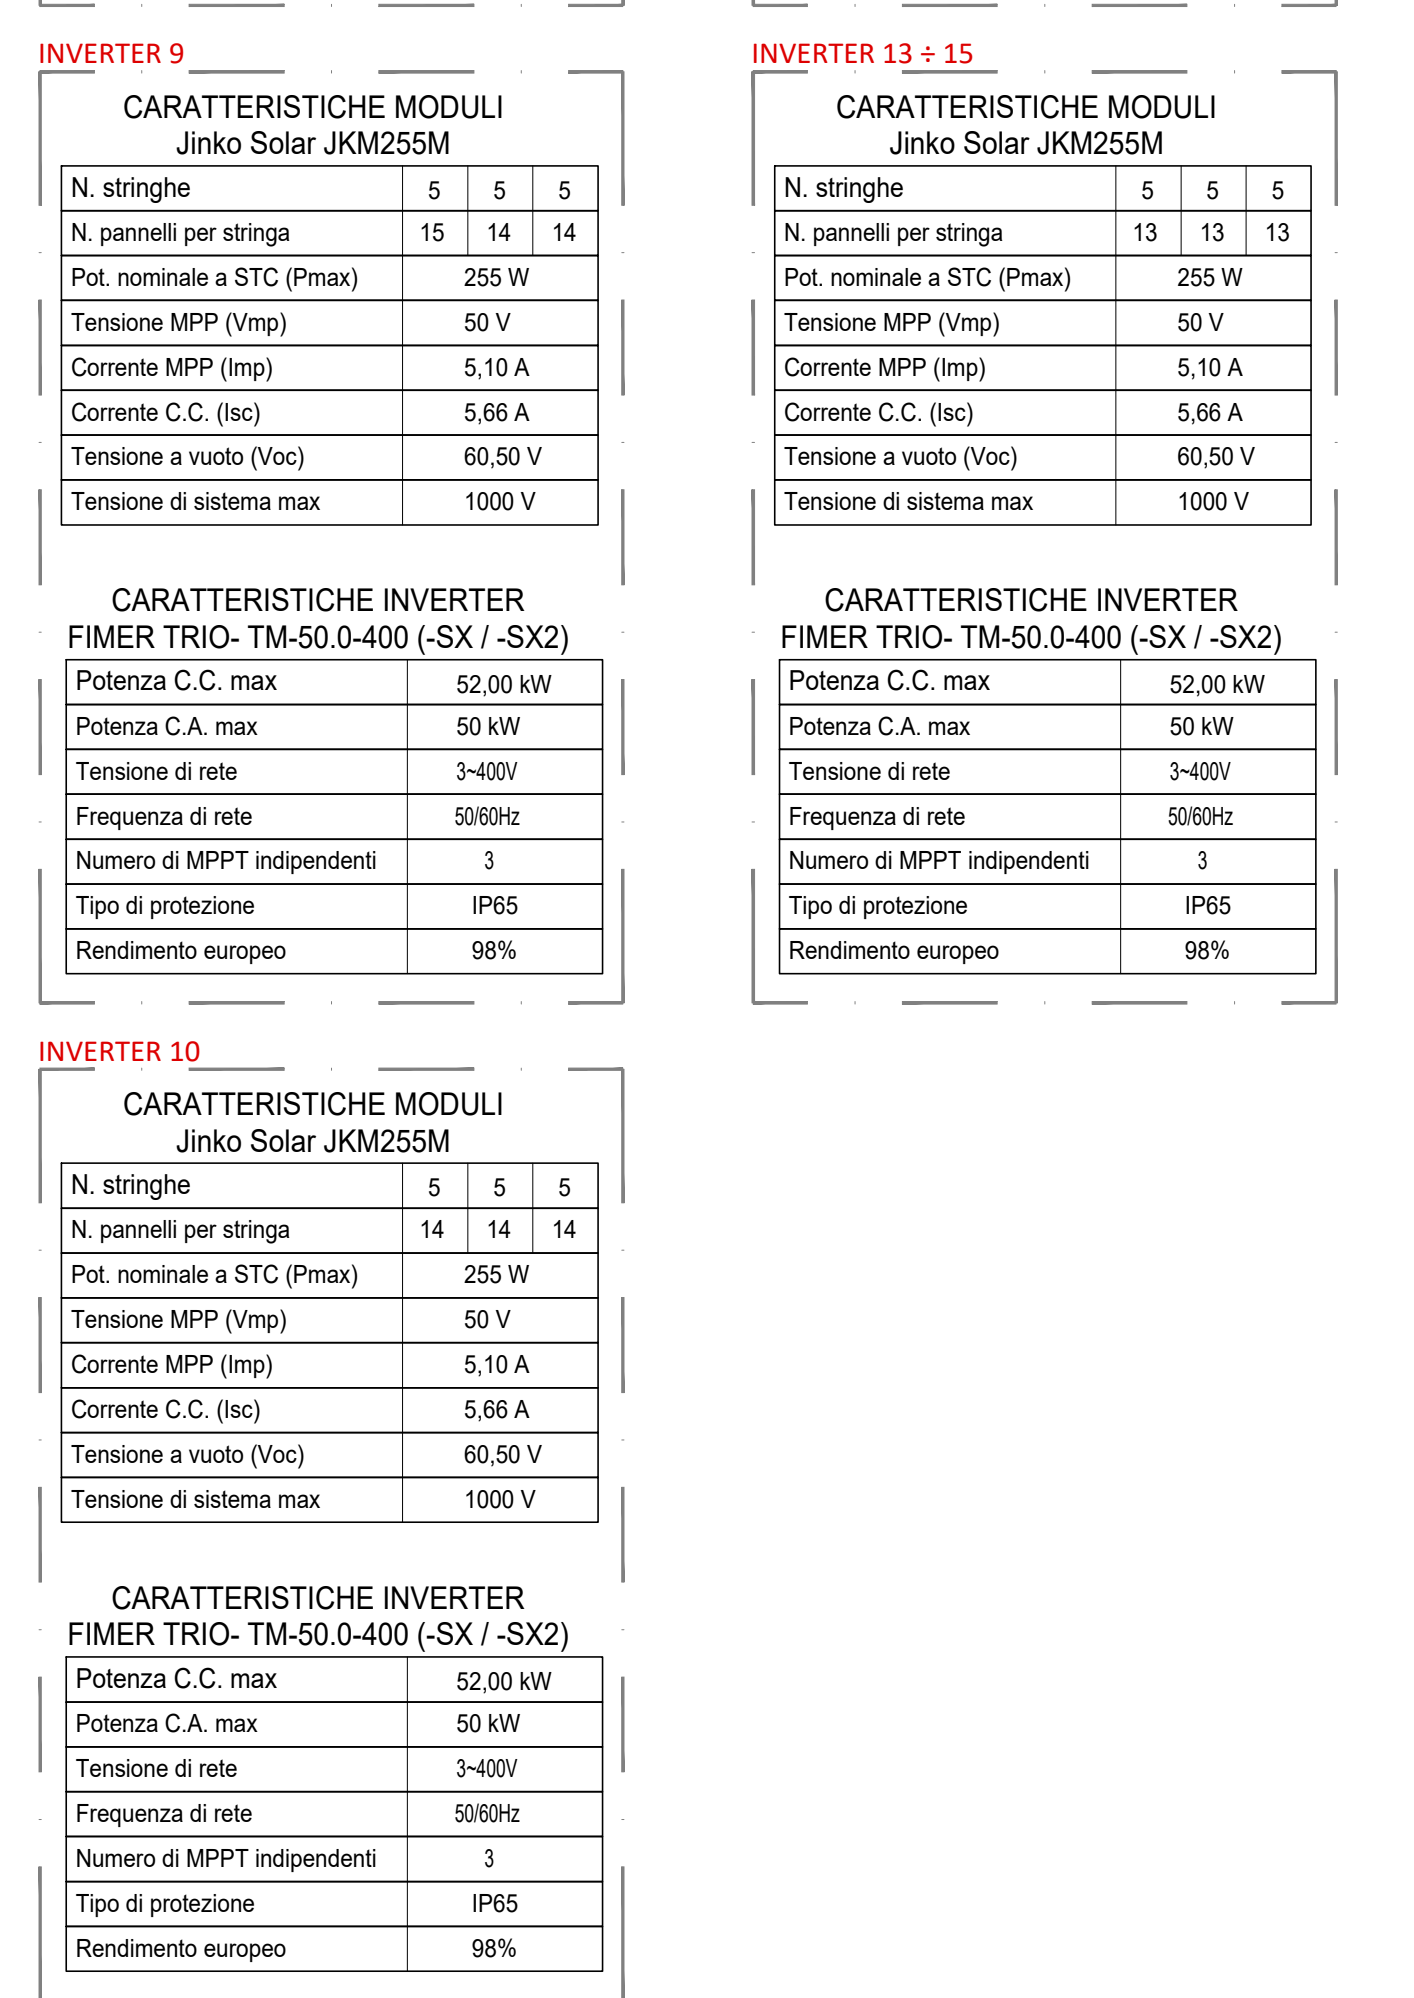 INVERTER 9
CARATTERISTICHE MODULI
Jinko Solar JKM255M
N. stringhe 5 5 5
N. pannelli per stringa 15 14 14
Pot. nominale a STC (Pmax) 255 W
Tensione MPP (Vmp) 50 V
Corrente MPP (Imp) 5,10 A
Corrente C.C. (Isc) 5,66 A
Tensione a vuoto (Voc) 60,50 V
Tensione di sistema max 1000 V
CARATTERISTICHE INVERTER
FIMER TRIO- TM-50.0-400 (-SX / -SX2)
Potenza C.C. max 52,00 kW
Potenza C.A. max 50 kW
Tensione di rete 3~400V
Frequenza di rete 50/60Hz
Numero di MPPT indipendenti 3
Tipo di protezione IP65
Rendimento europeo 98%
INVERTER 10
CARATTERISTICHE MODULI
Jinko Solar JKM255M
N. stringhe 5 5 5
N. pannelli per stringa 14 14 14
Pot. nominale a STC (Pmax) 255 W
Tensione MPP (Vmp) 50 V
Corrente MPP (Imp) 5,10 A
Corrente C.C. (Isc) 5,66 A
Tensione a vuoto (Voc) 60,50 V
Tensione di sistema max 1000 V
CARATTERISTICHE INVERTER
FIMER TRIO- TM-50.0-400 (-SX / -SX2)
Potenza C.C. max 52,00 kW
Potenza C.A. max 50 kW
Tensione di rete 3~400V
Frequenza di rete 50/60Hz
Numero di MPPT indipendenti 3
Tipo di protezione IP65
Rendimento europeo 98%
INVERTER 13 ÷ 15
CARATTERISTICHE MODULI
Jinko Solar JKM255M
N. stringhe 5 5 5
N. pannelli per stringa 13 13 13
Pot. nominale a STC (Pmax) 255 W
Tensione MPP (Vmp) 50 V
Corrente MPP (Imp) 5,10 A
Corrente C.C. (Isc) 5,66 A
Tensione a vuoto (Voc) 60,50 V
Tensione di sistema max 1000 V
CARATTERISTICHE INVERTER
FIMER TRIO- TM-50.0-400 (-SX / -SX2)
Potenza C.C. max 52,00 kW
Potenza C.A. max 50 kW
Tensione di rete 3~400V
Frequenza di rete 50/60Hz
Numero di MPPT indipendenti 3
Tipo di protezione IP65
Rendimento europeo 98%